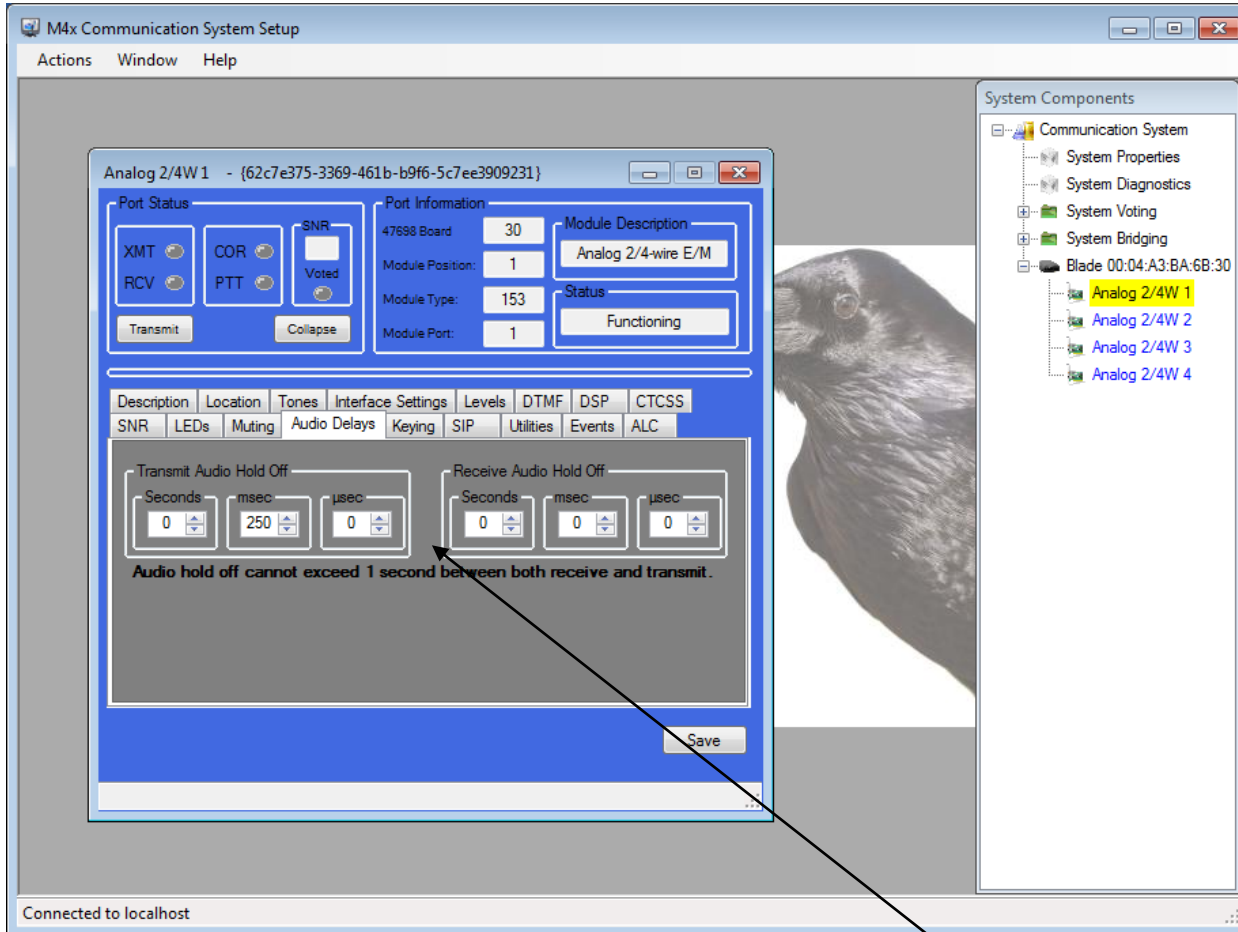 M4x Communication System Setup
Actions Window Help
System Components
Communication System
System Properties
System Diagnostics
System Voting
System Bridging
Blade 00:04:A3:BA:6B:30
Analog 2/4W 1
Analog 2/4W 2
Analog 2/4W 3
Analog 2/4W 4
Analog 2/4W 1 - {62c7e375-3369-461b-b9f6-5c7ee3909231}
Port Status
XMT COR SNR
RCV PTT Voted
Transmit Collapse
Port Information
47698 Board 30
Module Position: 1
Module Type: 153
Module Port: 1
Module Description
Analog 2/4-wire E/M
Status
Functioning
Description Location Tones Interface Settings Levels DTMF DSP CTCSS
SNR LEDs Muting Audio Delays Keying SIP Utilities Events ALC
Transmit Audio Hold Off
Seconds msec µsec
0 250 0
Receive Audio Hold Off
Seconds msec µsec
0 0 0
Audio hold off cannot exceed 1 second between both receive and transmit.
Save
Connected to localhost